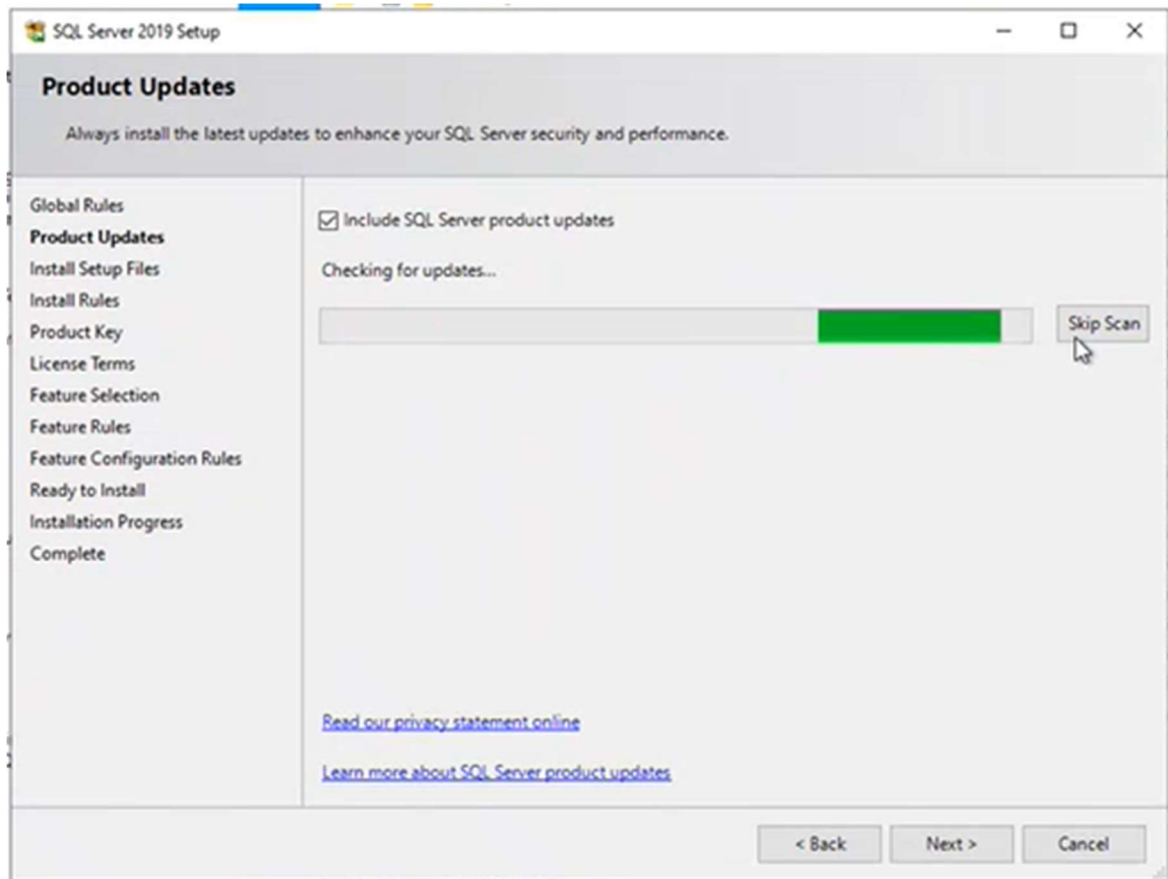 SQL Server 2019 Setup
Product Updates
Always install the latest updates to enhance your SQL Server security and performance.
Global Rules
Product Updates
Install Setup Files
Install Rules
Product Key
License Terms
Feature Selection
Feature Rules
Feature Configuration Rules
Ready to Install
Installation Progress
Complete
Include SQL Server product updates
Checking for updates...
Skip Scan
Read our privacy statement online
Learn more about SQL Server product updates
< Back
Next >
Cancel